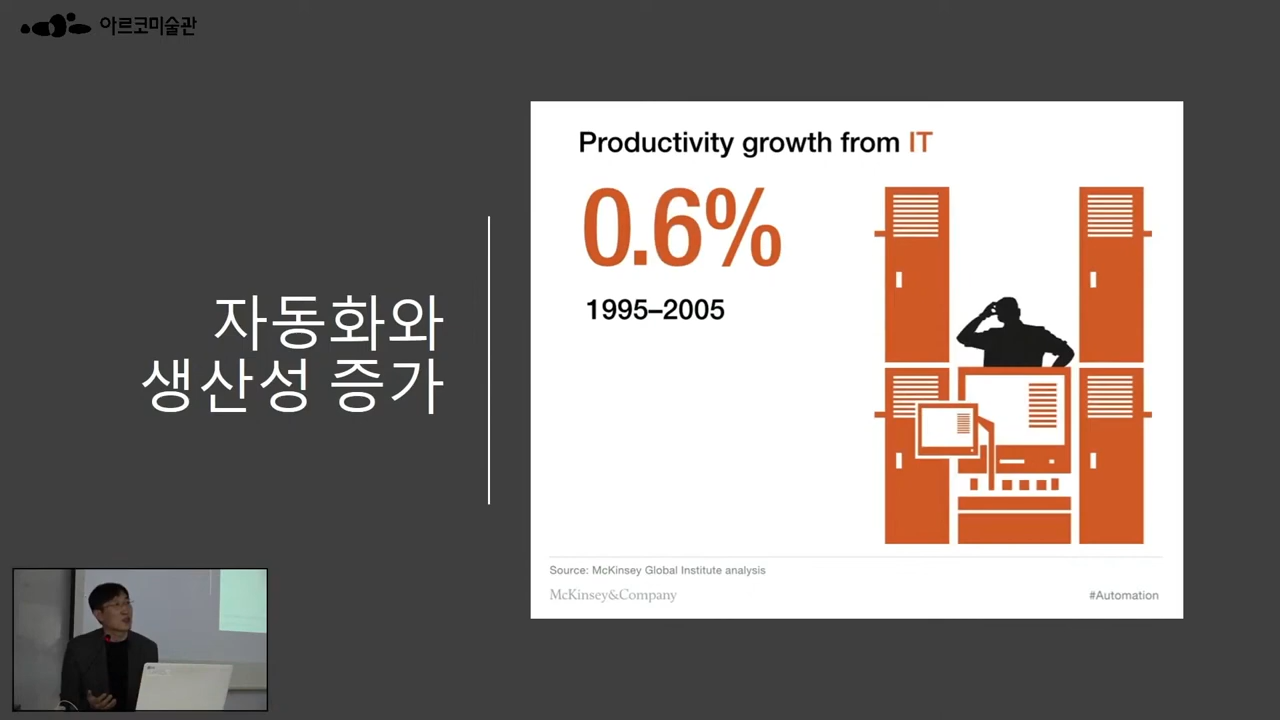 아르코미술관
자동화와
생산성 증가
Productivity growth from IT
0.6%
1995–2005
Source: McKinsey Global Institute analysis
McKinsey&Company
#Automation